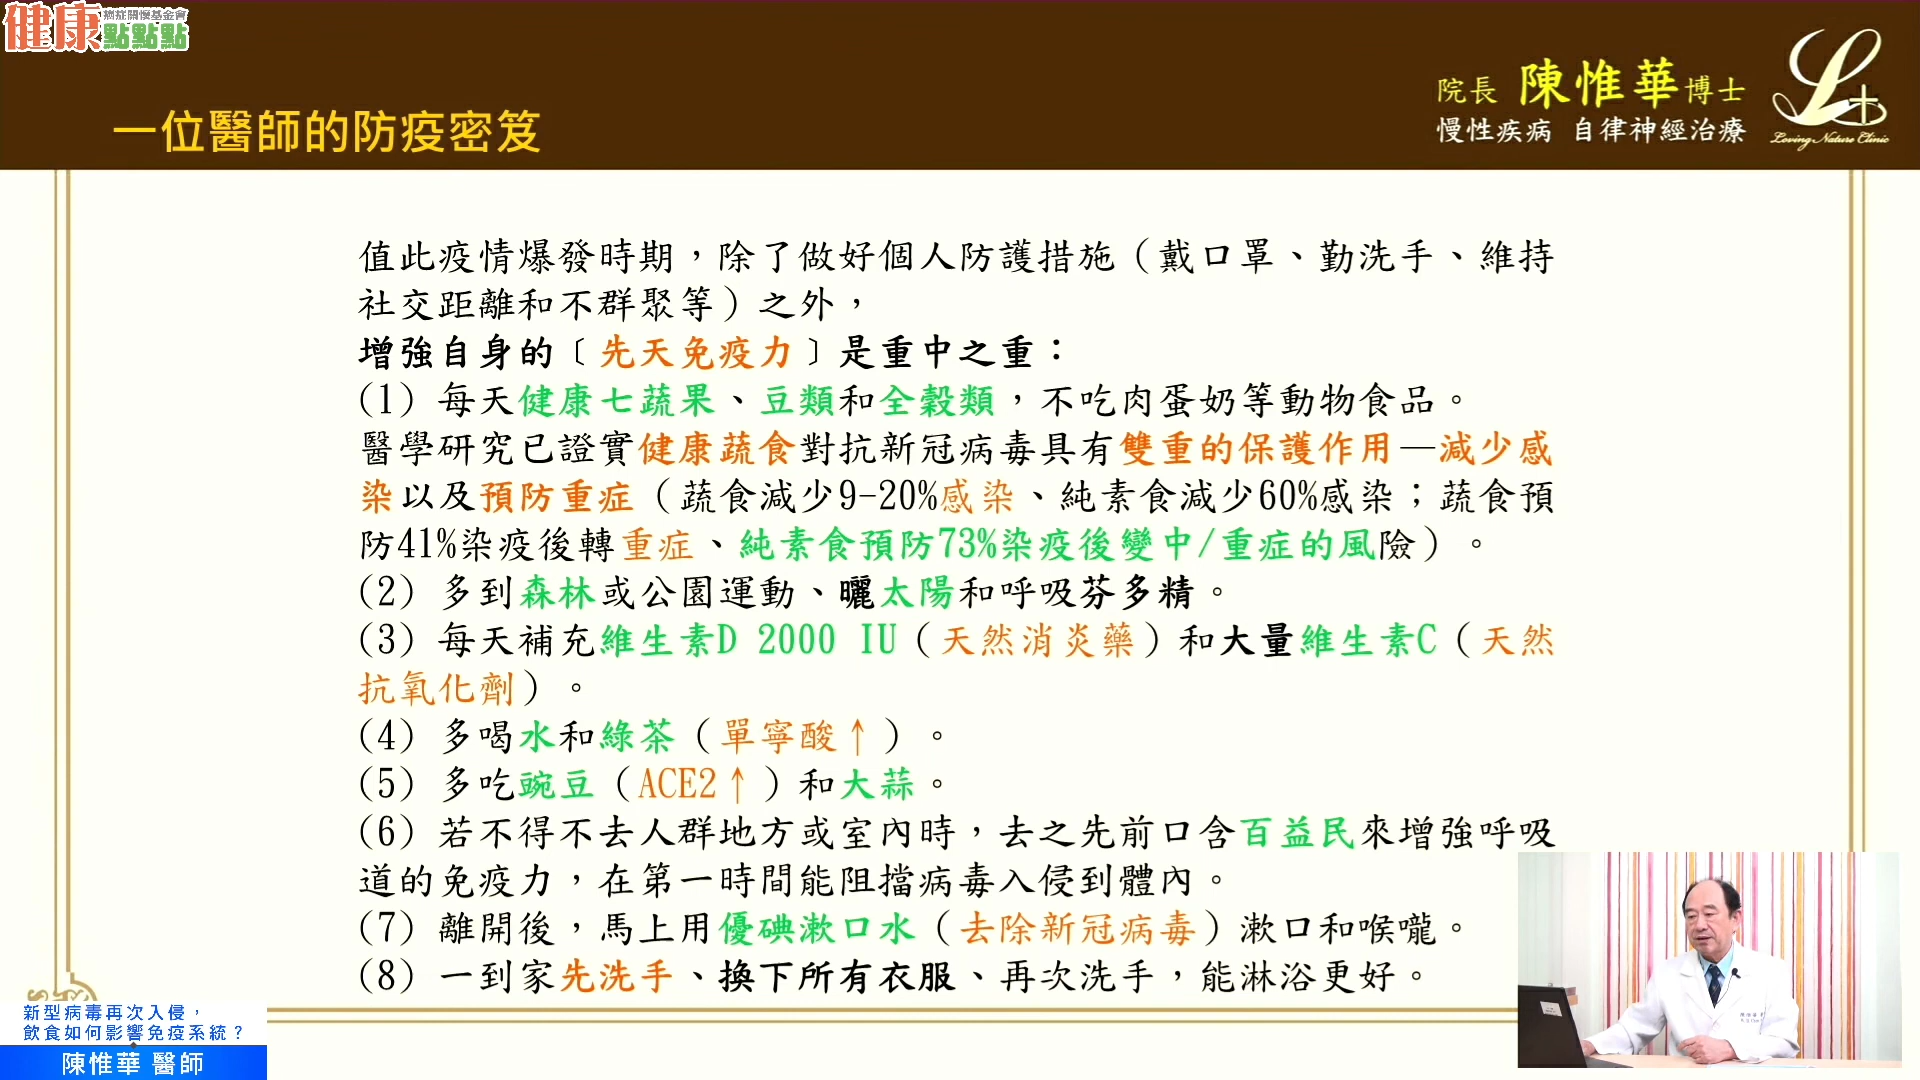 健康點點點
癌症關懷基金會
一位醫師的防疫密笈
院長 陳惟華博士
慢性疾病 自律神經治療
Loving Nature Clinic
值此疫情爆發時期，除了做好個人防護措施（戴口罩、勤洗手、維持
社交距離和不群聚等）之外，
增強自身的〔先天免疫力〕是重中之重：
(1) 每天健康七蔬果、豆類和全穀類，不吃肉蛋奶等動物食品。
醫學研究已證實健康蔬食對抗新冠病毒具有雙重的保護作用—減少感
染以及預防重症（蔬食減少9-20%感染、純素食減少60%感染；蔬食預
防41%染疫後轉重症、純素食預防73%染疫後變中/重症的風險）。
(2) 多到森林或公園運動、曬太陽和呼吸芬多精。
(3) 每天補充維生素D 2000 IU（天然消炎藥）和大量維生素C（天然
抗氧化劑）。
(4) 多喝水和綠茶（單寧酸↑）。
(5) 多吃豌豆（ACE2↑）和大蒜。
(6) 若不得不去人群地方或室內時，去之先前口含百益民來增強呼吸
道的免疫力，在第一時間能阻擋病毒入侵到體內。
(7) 離開後，馬上用優碘漱口水（去除新冠病毒）漱口和喉嚨。
(8) 一到家先洗手、換下所有衣服、再次洗手，能淋浴更好。
新型病毒再次入侵，
飲食如何影響免疫系統？
陳惟華 醫師